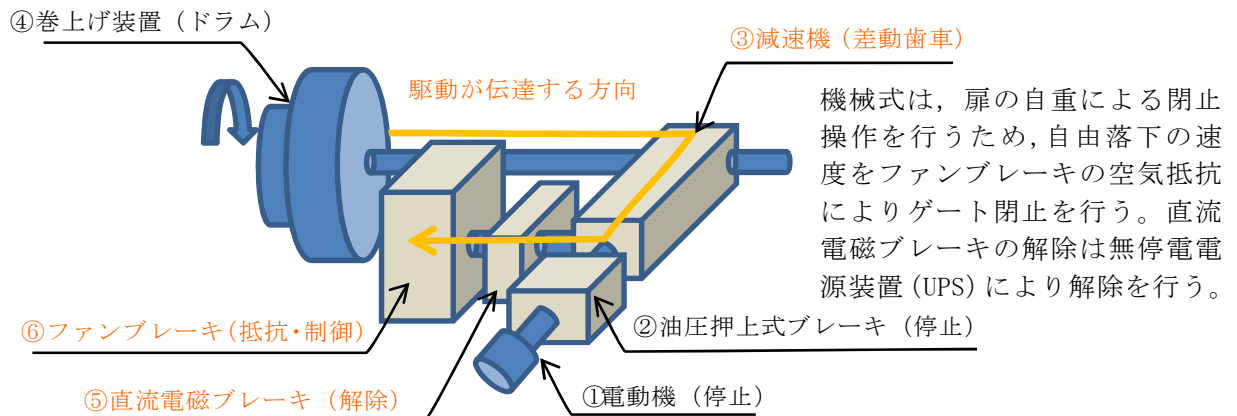 ④巻上げ装置（ドラム）
③減速機（差動歯車）
駆動が伝達する方向
機械式は，扉の自重による閉止
操作を行うため，自由落下の速
度をファンブレーキの空気抵抗
によりゲート閉止を行う。直流
電磁ブレーキの解除は無停電電
源装置(UPS)により解除を行う。
⑥ファンブレーキ(抵抗・制御)
②油圧押上式ブレーキ（停止）
⑤直流電磁ブレーキ（解除）
①電動機（停止）